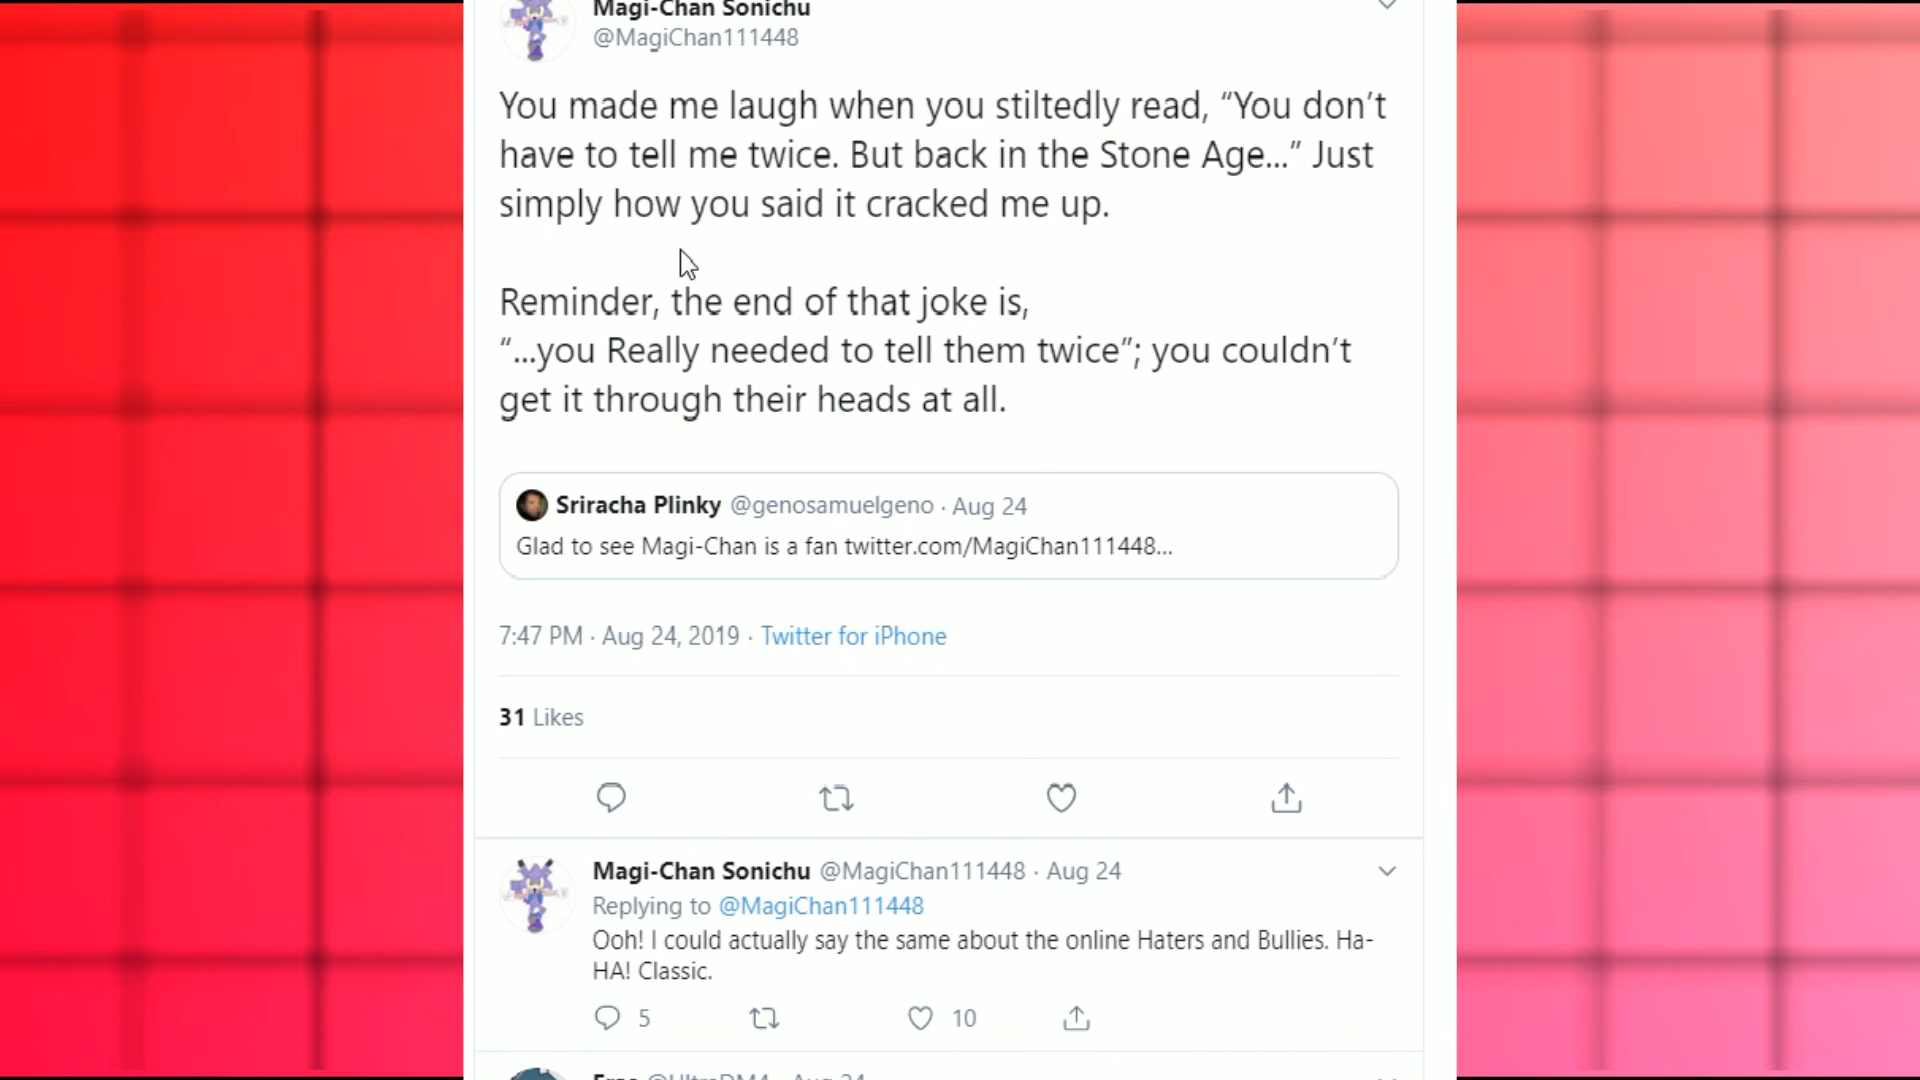 Magi-Chan Sonichu
@MagiChan111448
You made me laugh when you stiltedly read, “You don’t
have to tell me twice. But back in the Stone Age...” Just
simply how you said it cracked me up.
Reminder, the end of that joke is,
“...you Really needed to tell them twice”; you couldn’t
get it through their heads at all.
Sriracha Plinky @genosamuelgeno · Aug 24
Glad to see Magi-Chan is a fan twitter.com/MagiChan111448...
7:47 PM · Aug 24, 2019 · Twitter for iPhone
31 Likes
Magi-Chan Sonichu @MagiChan111448 · Aug 24
Replying to @MagiChan111448
Ooh! I could actually say the same about the online Haters and Bullies. Ha-
HA! Classic.
5 10
@UltraDM4 · Aug 24